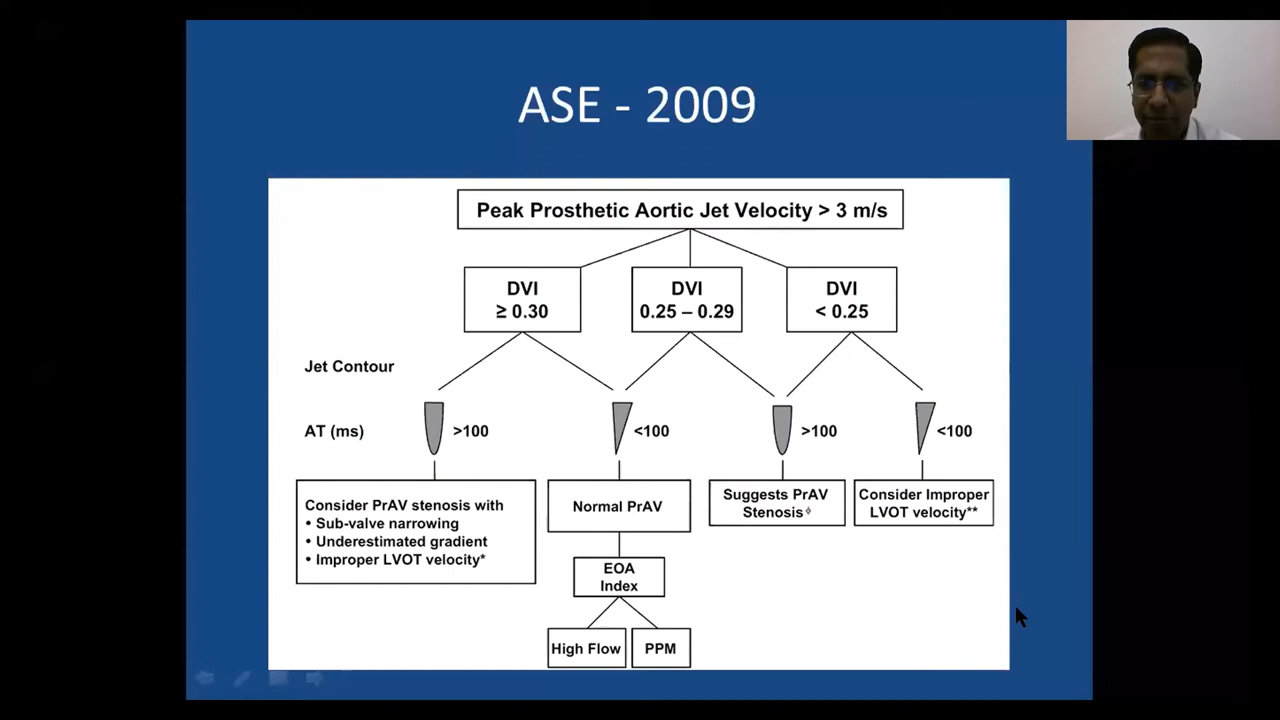 ASE - 2009
Peak Prosthetic Aortic Jet Velocity > 3 m/s
DVI
≥ 0.30
DVI
0.25 – 0.29
DVI
< 0.25
Jet Contour
AT (ms)
>100
<100
>100
<100
Consider PrAV stenosis with
• Sub-valve narrowing
• Underestimated gradient
• Improper LVOT velocity*
Normal PrAV
Suggests PrAV
Stenosisᶲ
Consider Improper
LVOT velocity**
EOA
Index
High Flow
PPM